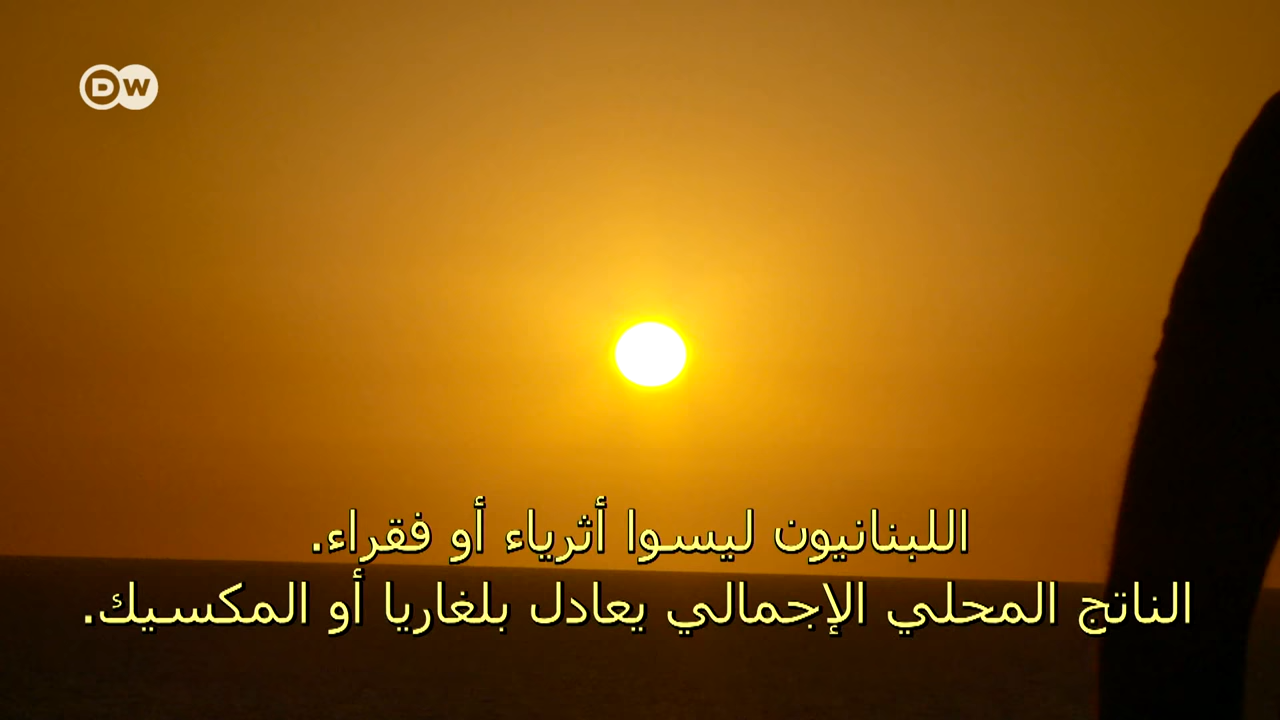 DW
اللبنانيون ليسوا أثرياء أو فقراء.
الناتج المحلي الإجمالي يعادل بلغاريا أو المكسيك.